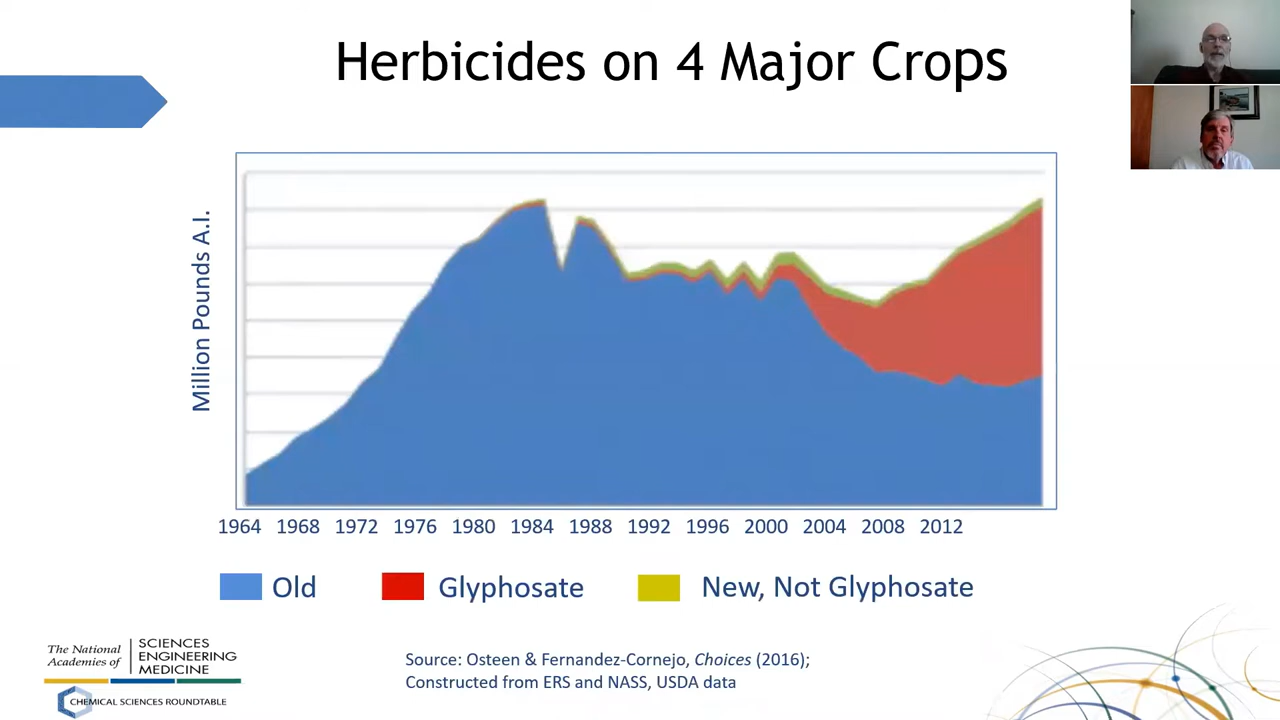 Herbicides on 4 Major Crops
Million Pounds A.I.
1964 1968 1972 1976 1980 1984 1988 1992 1996 2000 2004 2008 2012
Old Glyphosate New, Not Glyphosate
The National
Academies of
SCIENCES
ENGINEERING
MEDICINE
CHEMICAL SCIENCES ROUNDTABLE
Source: Osteen & Fernandez-Cornejo, Choices (2016);
Constructed from ERS and NASS, USDA data